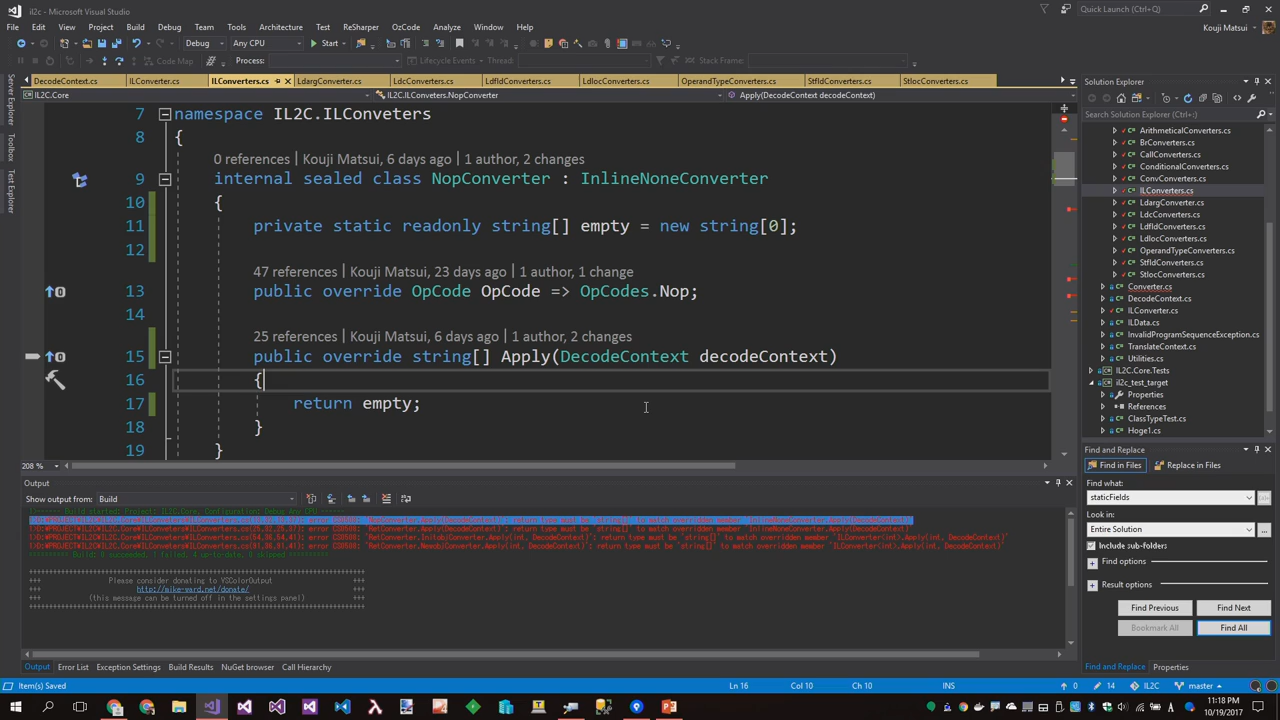 il2c - Microsoft Visual Studio
Quick Launch (Ctrl+Q)
File Edit View Project Build Debug Team Tools Architecture Test ReSharper OzCode Analyze Window Help
Kouji Matsui
Debug Any CPU Start
Code Map Process: Lifecycle Events Thread: Stack Frame:
DecodeContext.cs ILConverter.cs ILConverters.cs LdargConverter.cs LdcConverters.cs LdfldConverters.cs LdlocConverters.cs OperandTypeConverters.cs StfldConverters.cs StlocConverters.cs
IL2C.Core IL2C.ILConveters.NopConverter Apply(DecodeContext decodeContext)
Server Explorer
Toolbox
Test Explorer
7 namespace IL2C.ILConveters
8 {
0 references | Kouji Matsui, 6 days ago | 1 author, 2 changes
9 internal sealed class NopConverter : InlineNoneConverter
10 {
11 private static readonly string[] empty = new string[0];
12
47 references | Kouji Matsui, 23 days ago | 1 author, 1 change
13 public override OpCode OpCode => OpCodes.Nop;
14
25 references | Kouji Matsui, 6 days ago | 1 author, 2 changes
15 public override string[] Apply(DecodeContext decodeContext)
16 {
17 return empty;
18 }
19 }
208 %
Output
Show output from: Build
Please consider donating to VSColorOutput
http://mike-ward.net/donate/
(this message can be turned off in the settings panel)
Output Error List Exception Settings Build Results NuGet browser Call Hierarchy
Solution Explorer
Search Solution Explorer (Ctrl+;)
ArithmeticalConverters.cs
BrConverters.cs
CallConverters.cs
ConditionalConverters.cs
ConvConverters.cs
ILConverters.cs
LdargConverter.cs
LdcConverters.cs
LdfldConverters.cs
LdlocConverters.cs
OperandTypeConverters.cs
StfldConverters.cs
StlocConverters.cs
Converter.cs
DecodeContext.cs
ILConverter.cs
ILData.cs
InvalidProgramSequenceException.cs
TranslateContext.cs
Utilities.cs
IL2C.Core.Tests
il2c_test_target
Properties
References
ClassTypeTest.cs
Hoge1.cs
Find and Replace
Find in Files Replace in Files
Find what:
staticFields
Look in:
Entire Solution
Include sub-folders
Find options
Result options
Find Previous Find Next
Bookmark All Find All
Find and Replace Properties
Item(s) Saved Ln 16 Col 10 Ch 10 INS 0 14 IL2C master
11:18 PM
10/19/2017